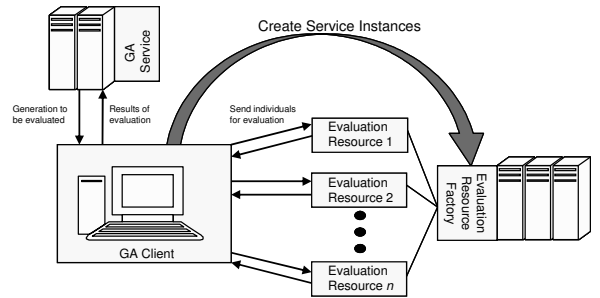 Create Service Instances
GA
Service
Generation to
be evaluated
Results of
evaluation
Send individuals
for evaluation
Evaluation
Resource 1
Evaluation
Resource 2
Evaluation
Resource n
Evaluation
Resource
Factory
GA Client